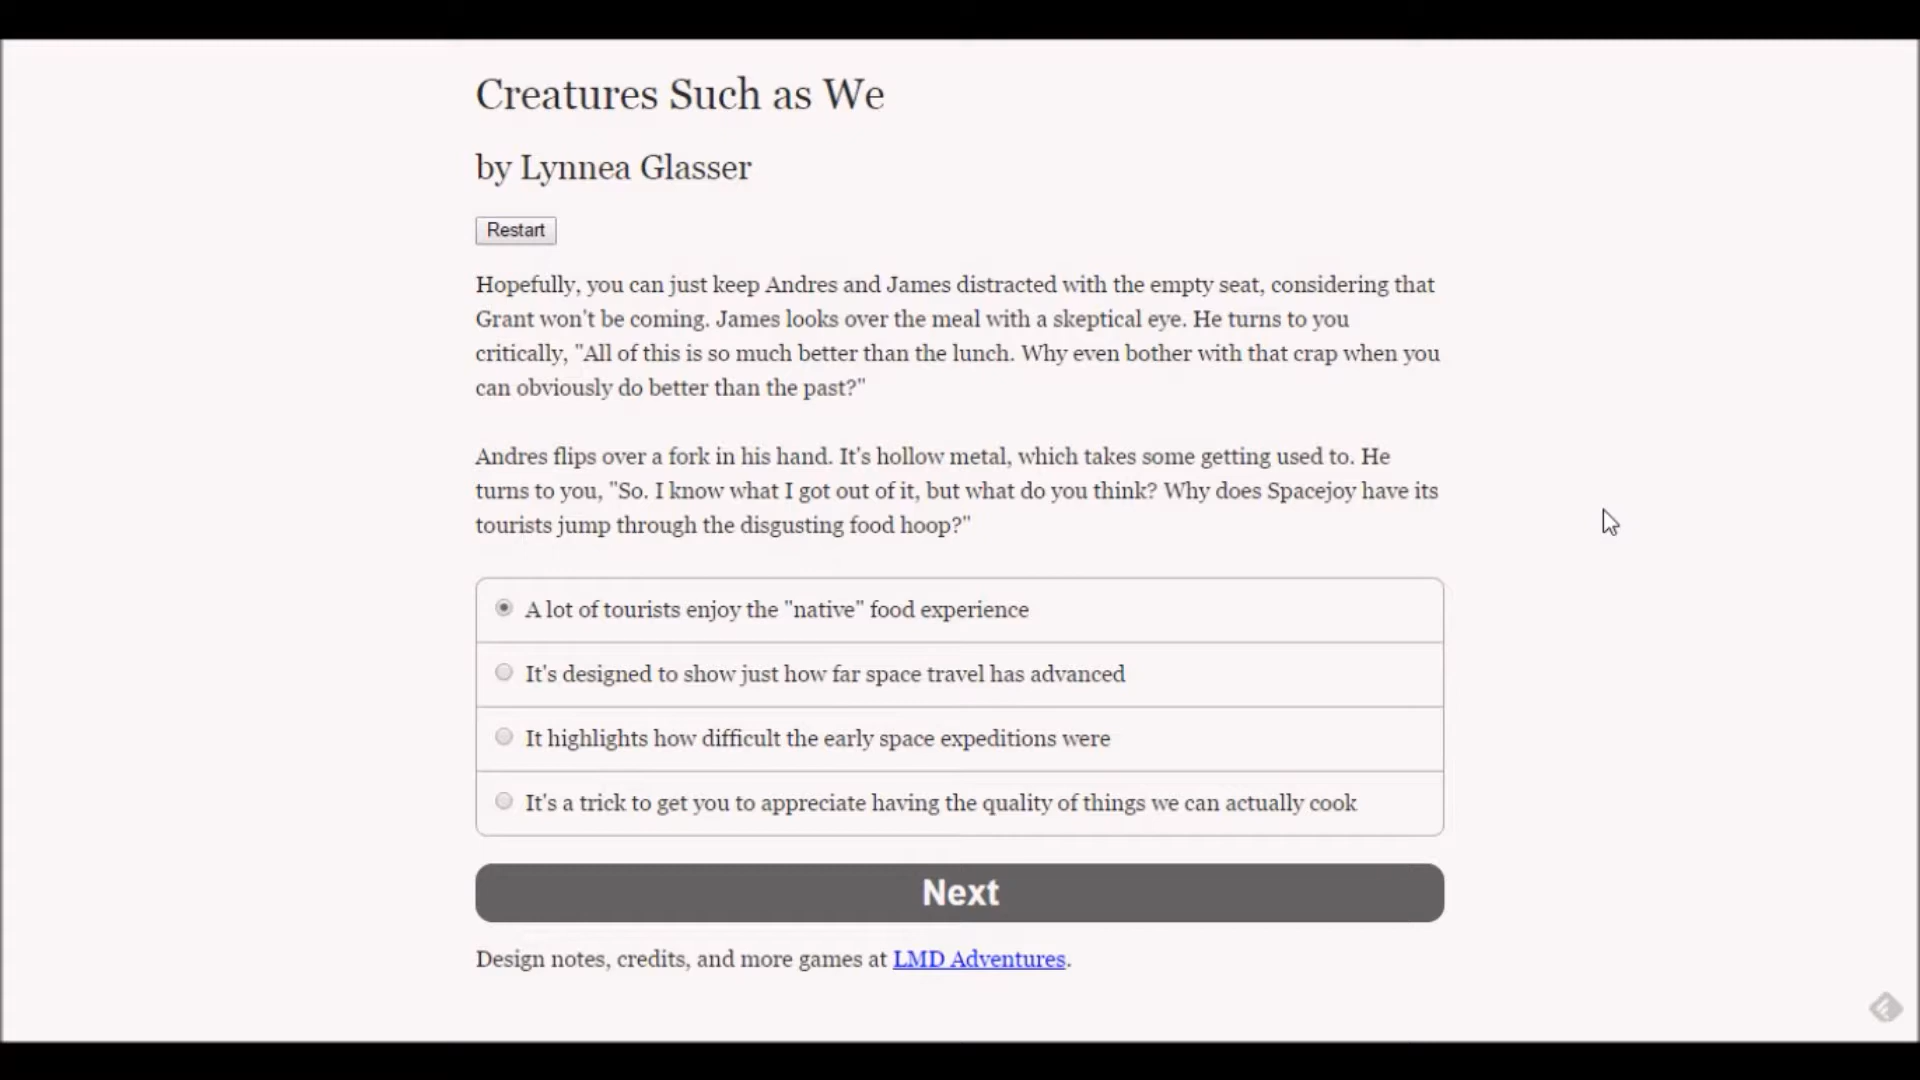 Creatures Such as We
by Lynnea Glasser
Restart
Hopefully, you can just keep Andres and James distracted with the empty seat, considering that
Grant won't be coming. James looks over the meal with a skeptical eye. He turns to you
critically, "All of this is so much better than the lunch. Why even bother with that crap when you
can obviously do better than the past?"
Andres flips over a fork in his hand. It's hollow metal, which takes some getting used to. He
turns to you, "So. I know what I got out of it, but what do you think? Why does Spacejoy have its
tourists jump through the disgusting food hoop?"
A lot of tourists enjoy the "native" food experience
It's designed to show just how far space travel has advanced
It highlights how difficult the early space expeditions were
It's a trick to get you to appreciate having the quality of things we can actually cook
Next
Design notes, credits, and more games at LMD Adventures.